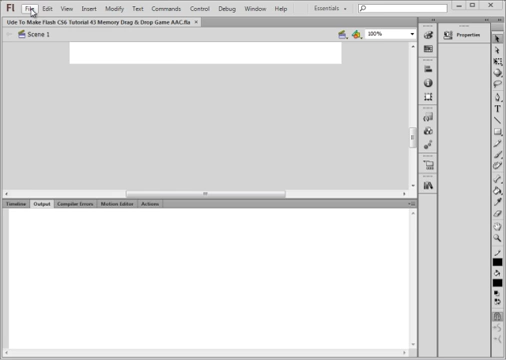 Fl File Edit View Insert Modify Text Commands Control Debug Window Help Essentials
Ude To Make Flash CS6 Tutorial 43 Memory Drag & Drop Game AAC.fla ×
Scene 1 100%
Properties
Timeline Output Compiler Errors Motion Editor Actions